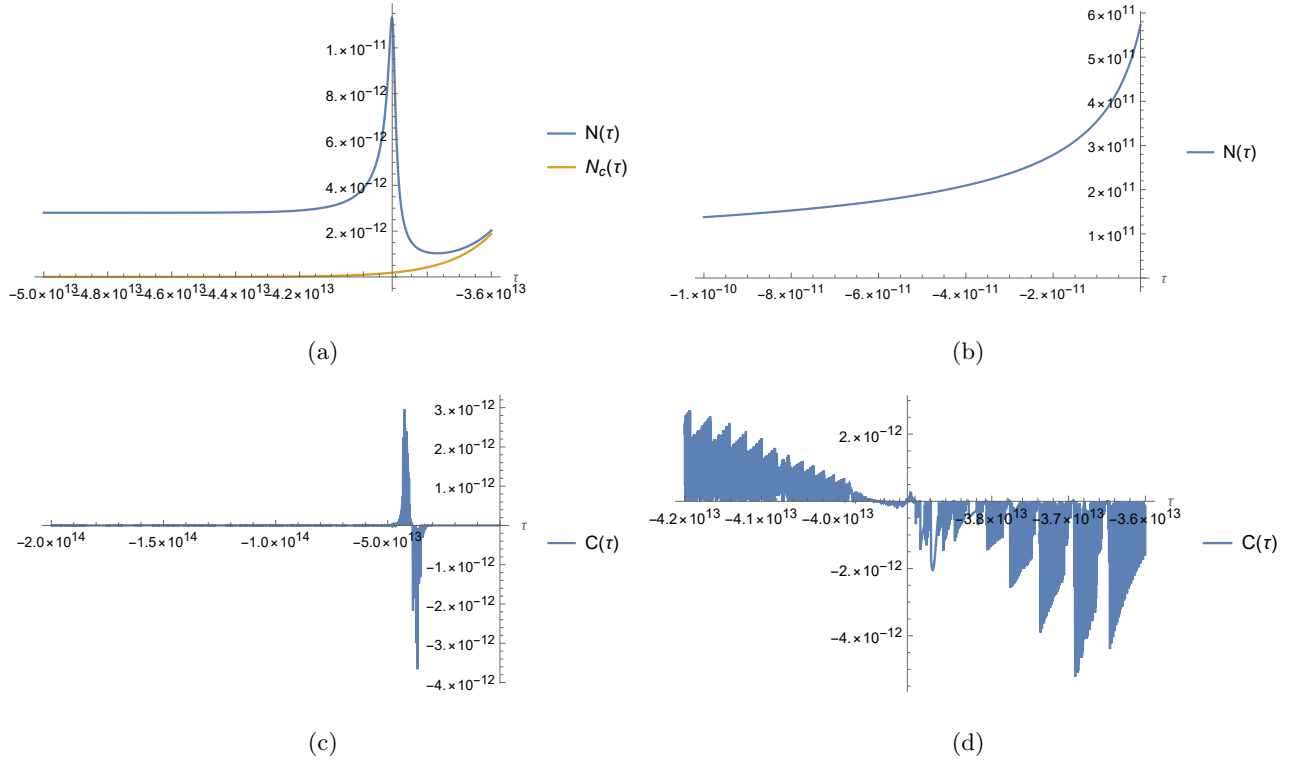 1.×10⁻¹¹
8.×10⁻¹²
6.×10⁻¹²
4.×10⁻¹²
2.×10⁻¹²
τ
−5.0×10¹³ −4.8×10¹³ −4.6×10¹³ −4.4×10¹³ −4.2×10¹³ −3.6×10¹³
N(τ)
N_c(τ)
(a)
6×10¹¹
5×10¹¹
4×10¹¹
3×10¹¹
2×10¹¹
1×10¹¹
τ
−1.×10⁻¹⁰ −8.×10⁻¹¹ −6.×10⁻¹¹ −4.×10⁻¹¹ −2.×10⁻¹¹
N(τ)
(b)
3.×10⁻¹²
2.×10⁻¹²
1.×10⁻¹²
τ
−2.0×10¹⁴ −1.5×10¹⁴ −1.0×10¹⁴ −5.0×10¹³
−1.×10⁻¹²
−2.×10⁻¹²
−3.×10⁻¹²
−4.×10⁻¹²
C(τ)
(c)
2.×10⁻¹²
τ
−4.2×10¹³ −4.1×10¹³ −4.0×10¹³ −3.8×10¹³ −3.7×10¹³ −3.6×10¹³
−2.×10⁻¹²
−4.×10⁻¹²
C(τ)
(d)